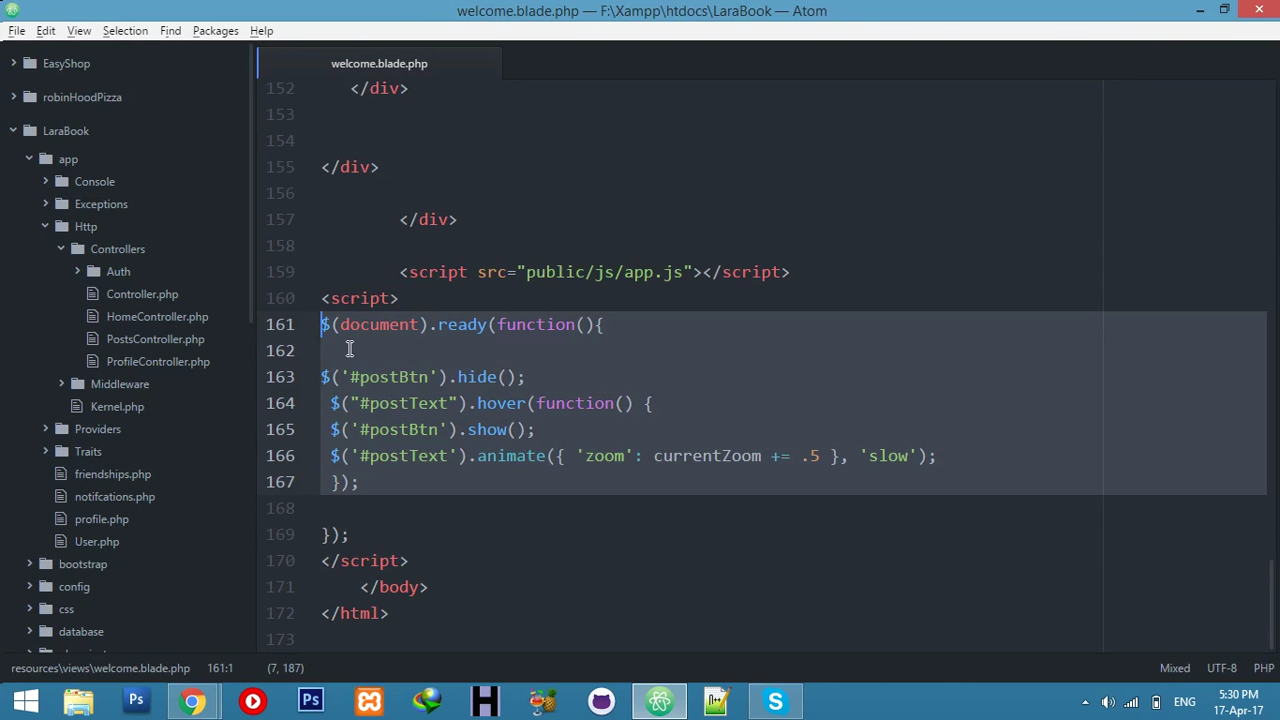 welcome.blade.php — F:\Xampp\htdocs\LaraBook — Atom
File Edit View Selection Find Packages Help
EasyShop
robinHoodPizza
LaraBook
app
Console
Exceptions
Http
Controllers
Auth
Controller.php
HomeController.php
PostsController.php
ProfileController.php
Middleware
Kernel.php
Providers
Traits
friendships.php
notifcations.php
profile.php
User.php
bootstrap
config
css
database
welcome.blade.php
152 </div>
153
154
155 </div>
156
157 </div>
158
159 <script src="public/js/app.js"></script>
160 <script>
161 $(document).ready(function(){
162
163 $('#postBtn').hide();
164 $("#postText").hover(function() {
165 $('#postBtn').show();
166 $('#postText').animate({ 'zoom': currentZoom += .5 }, 'slow');
167 });
168
169 });
170 </script>
171 </body>
172 </html>
173
resources\views\welcome.blade.php 161:1 (7, 187) Mixed UTF-8 PHP
Ps
Ps
H
S
ENG
5:30 PM
17-Apr-17